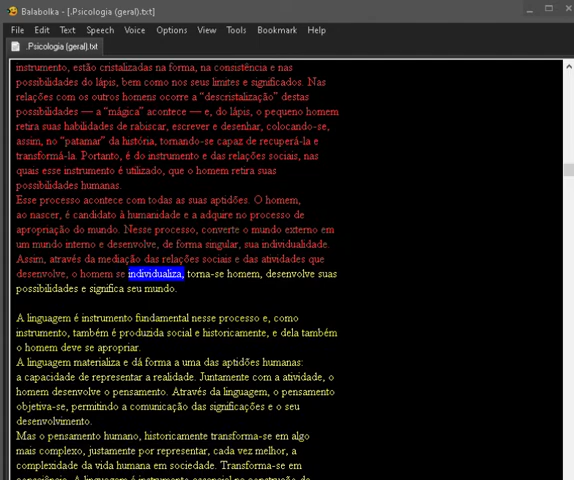 Balabolka - [.Psicologia (geral).txt]
File Edit Text Speech Voice Options View Tools Bookmark Help
.Psicologia (geral).txt
instrumento, estão cristalizadas na forma, na consistência e nas
possibilidades do lápis, bem como nos seus limites e significados. Nas
relações com os outros homens ocorre a “descristalização” destas
possibilidades — a “mágica” acontece — e, do lápis, o pequeno homem
retira suas habilidades de rabiscar, escrever e desenhar, colocando-se,
assim, no “patamar” da história, tornando-se capaz de recuperá-la e
transformá-la. Portanto, é do instrumento e das relações sociais, nas
quais esse instrumento é utilizado, que o homem retira suas
possibilidades humanas.
Esse processo acontece com todas as suas aptidões. O homem,
ao nascer, é candidato à humanidade e a adquire no processo de
apropriação do mundo. Nesse processo, converte o mundo externo em
um mundo interno e desenvolve, de forma singular, sua individualidade.
Assim, através da mediação das relações sociais e das atividades que
desenvolve, o homem se individualiza, torna-se homem, desenvolve suas
possibilidades e significa seu mundo.
A linguagem é instrumento fundamental nesse processo e, como
instrumento, também é produzida social e historicamente, e dela também
o homem deve se apropriar.
A linguagem materializa e dá forma a uma das aptidões humanas:
a capacidade de representar a realidade. Juntamente com a atividade, o
homem desenvolve o pensamento. Através da linguagem, o pensamento
objetiva-se, permitindo a comunicação das significações e o seu
desenvolvimento.
Mas o pensamento humano, historicamente transforma-se em algo
mais complexo, justamente por representar, cada vez melhor, a
complexidade da vida humana em sociedade. Transforma-se em
consciência. A linguagem é instrumento essencial na construção da